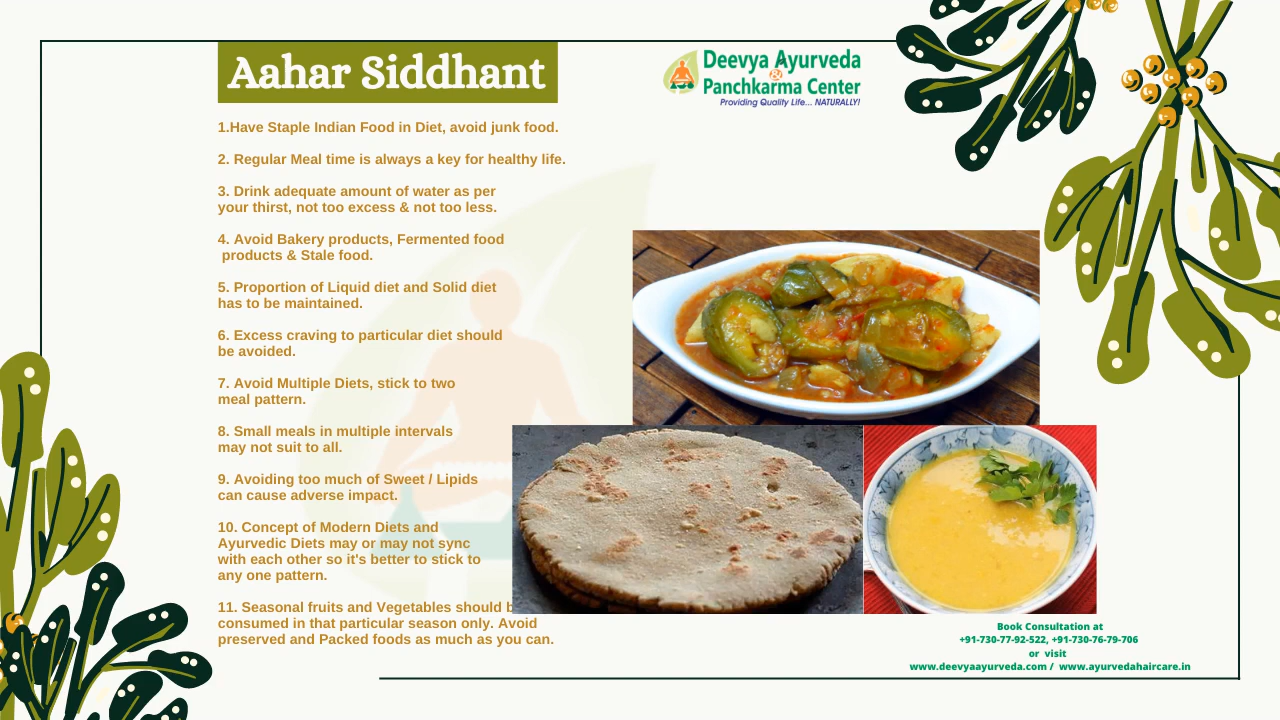 Aahar Siddhant
Deevya Ayurveda
&
Panchkarma Center
Providing Quality Life... NATURALLY!
1.Have Staple Indian Food in Diet, avoid junk food.
2. Regular Meal time is always a key for healthy life.
3. Drink adequate amount of water as per
your thirst, not too excess & not too less.
4. Avoid Bakery products, Fermented food
products & Stale food.
5. Proportion of Liquid diet and Solid diet
has to be maintained.
6. Excess craving to particular diet should
be avoided.
7. Avoid Multiple Diets, stick to two
meal pattern.
8. Small meals in multiple intervals
may not suit to all.
9. Avoiding too much of Sweet / Lipids
can cause adverse impact.
10. Concept of Modern Diets and
Ayurvedic Diets may or may not sync
with each other so it's better to stick to
any one pattern.
11. Seasonal fruits and Vegetables should b
consumed in that particular season only. Avoid
preserved and Packed foods as much as you can.
Book Consultation at
+91-730-77-92-522, +91-730-76-79-706
or visit
www.deevyaayurveda.com / www.ayurvedahaircare.in